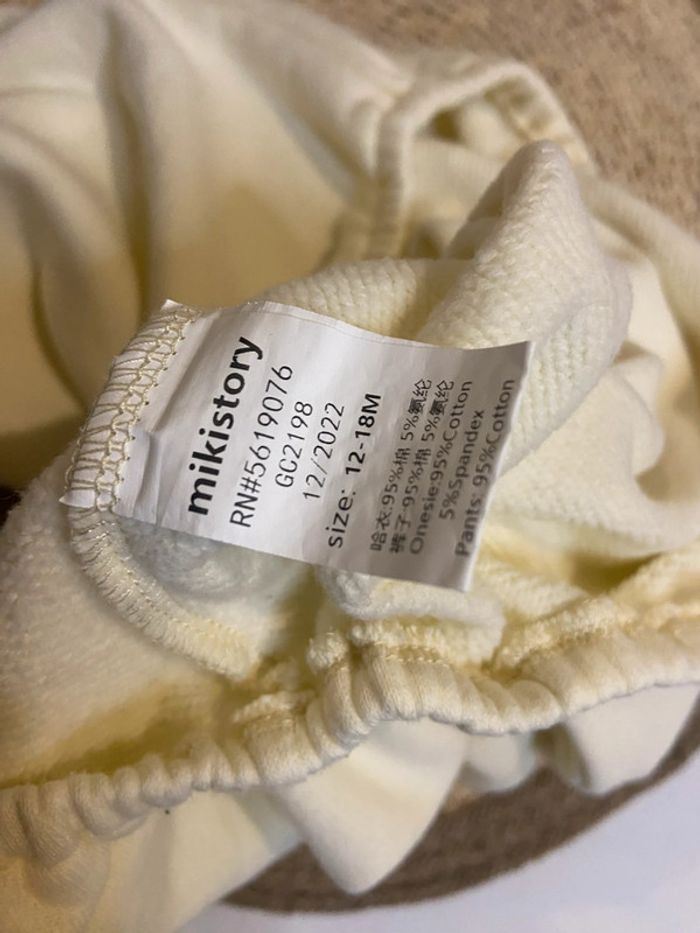 mikistory
RN#5619076
GC2198
12/2022
size: 12-18M
哈衣:95%棉 5%氨纶
裤子:95%棉 5%氨纶
Onesie:95%Cotton
5%Spandex
Pants: 95%Cotton